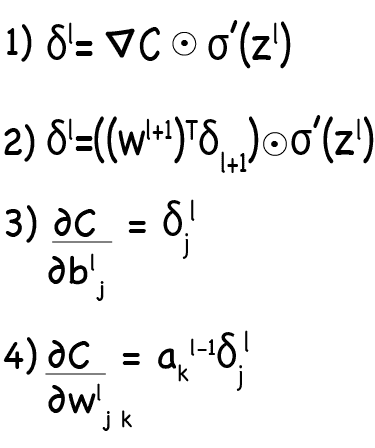 1) δˡ= ∇C ⊙ σ′(zˡ)
2) δˡ=((wˡ⁺¹)ᵀδₗ₊₁)⊙σ′(zˡ)
3) ∂C/∂bˡⱼ = δⱼˡ
4) ∂C/∂wˡⱼₖ = aₖˡ⁻¹δⱼˡ